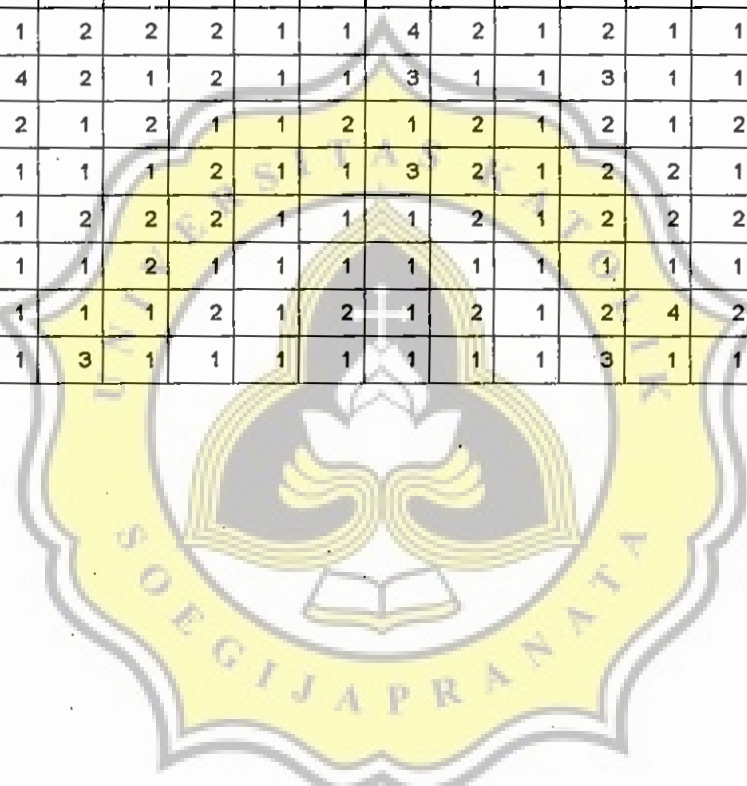 1 2 2 2 1 1 4 2 1 2 1 1
4 2 1 2 1 1 3 1 1 3 1 1
2 1 2 1 1 2 1 2 1 2 1 2
1 1 1 2 1 1 3 2 1 2 2 1
1 2 2 2 1 1 1 2 1 2 2 2
1 1 2 1 1 1 1 1 1 1 1 1
1 1 1 2 1 2 1 2 1 2 4 2
1 3 1 1 1 1 1 1 1 3 1 1
UNIVERSITAS KATOLIK
SOEGIJAPRANATA